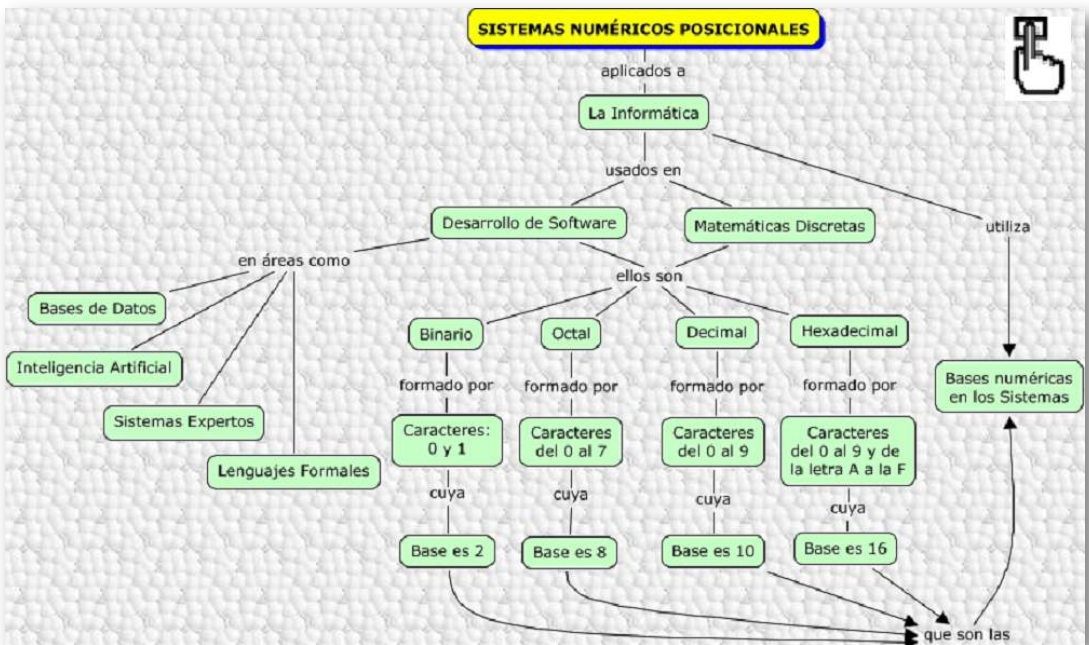 SISTEMAS NUMÉRICOS POSICIONALES
aplicados a
La Informática
usados en
Desarrollo de Software
Matemáticas Discretas
utiliza
en áreas como
ellos son
Bases de Datos
Inteligencia Artificial
Sistemas Expertos
Lenguajes Formales
Binario
Octal
Decimal
Hexadecimal
formado por
formado por
formado por
formado por
Caracteres:
0 y 1
Caracteres
del 0 al 7
Caracteres
del 0 al 9
Caracteres
del 0 al 9 y de
la letra A a la F
cuya
cuya
cuya
cuya
Base es 2
Base es 8
Base es 10
Base es 16
Bases numéricas
en los Sistemas
que son las